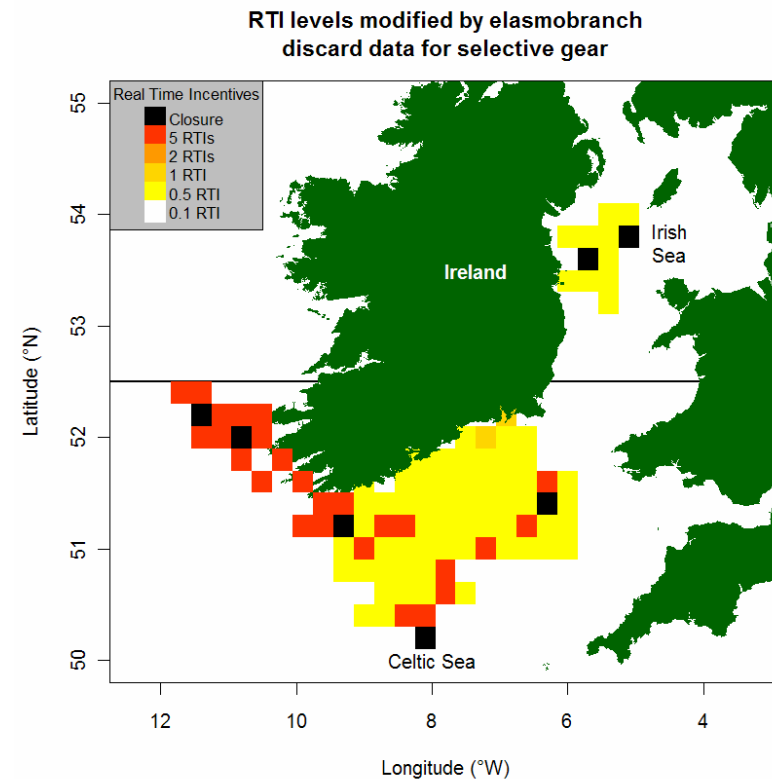 RTI levels modified by elasmobranch
discard data for selective gear
Real Time Incentives
Closure
5 RTIs
2 RTIs
1 RTI
0.5 RTI
0.1 RTI
Ireland
Irish
Sea
Celtic Sea
Latitude (°N)
55
54
53
52
51
50
12 10 8 6 4
Longitude (°W)